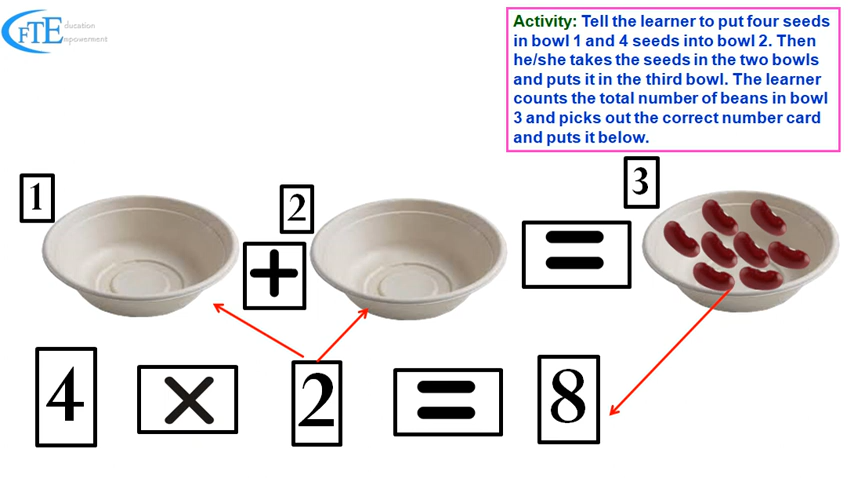 FTE
ducation
mpowerment
Activity: Tell the learner to put four seeds
in bowl 1 and 4 seeds into bowl 2. Then
he/she takes the seeds in the two bowls
and puts it in the third bowl. The learner
counts the total number of beans in bowl
3 and picks out the correct number card
and puts it below.
1
2
3
+ =
4 × 2 = 8